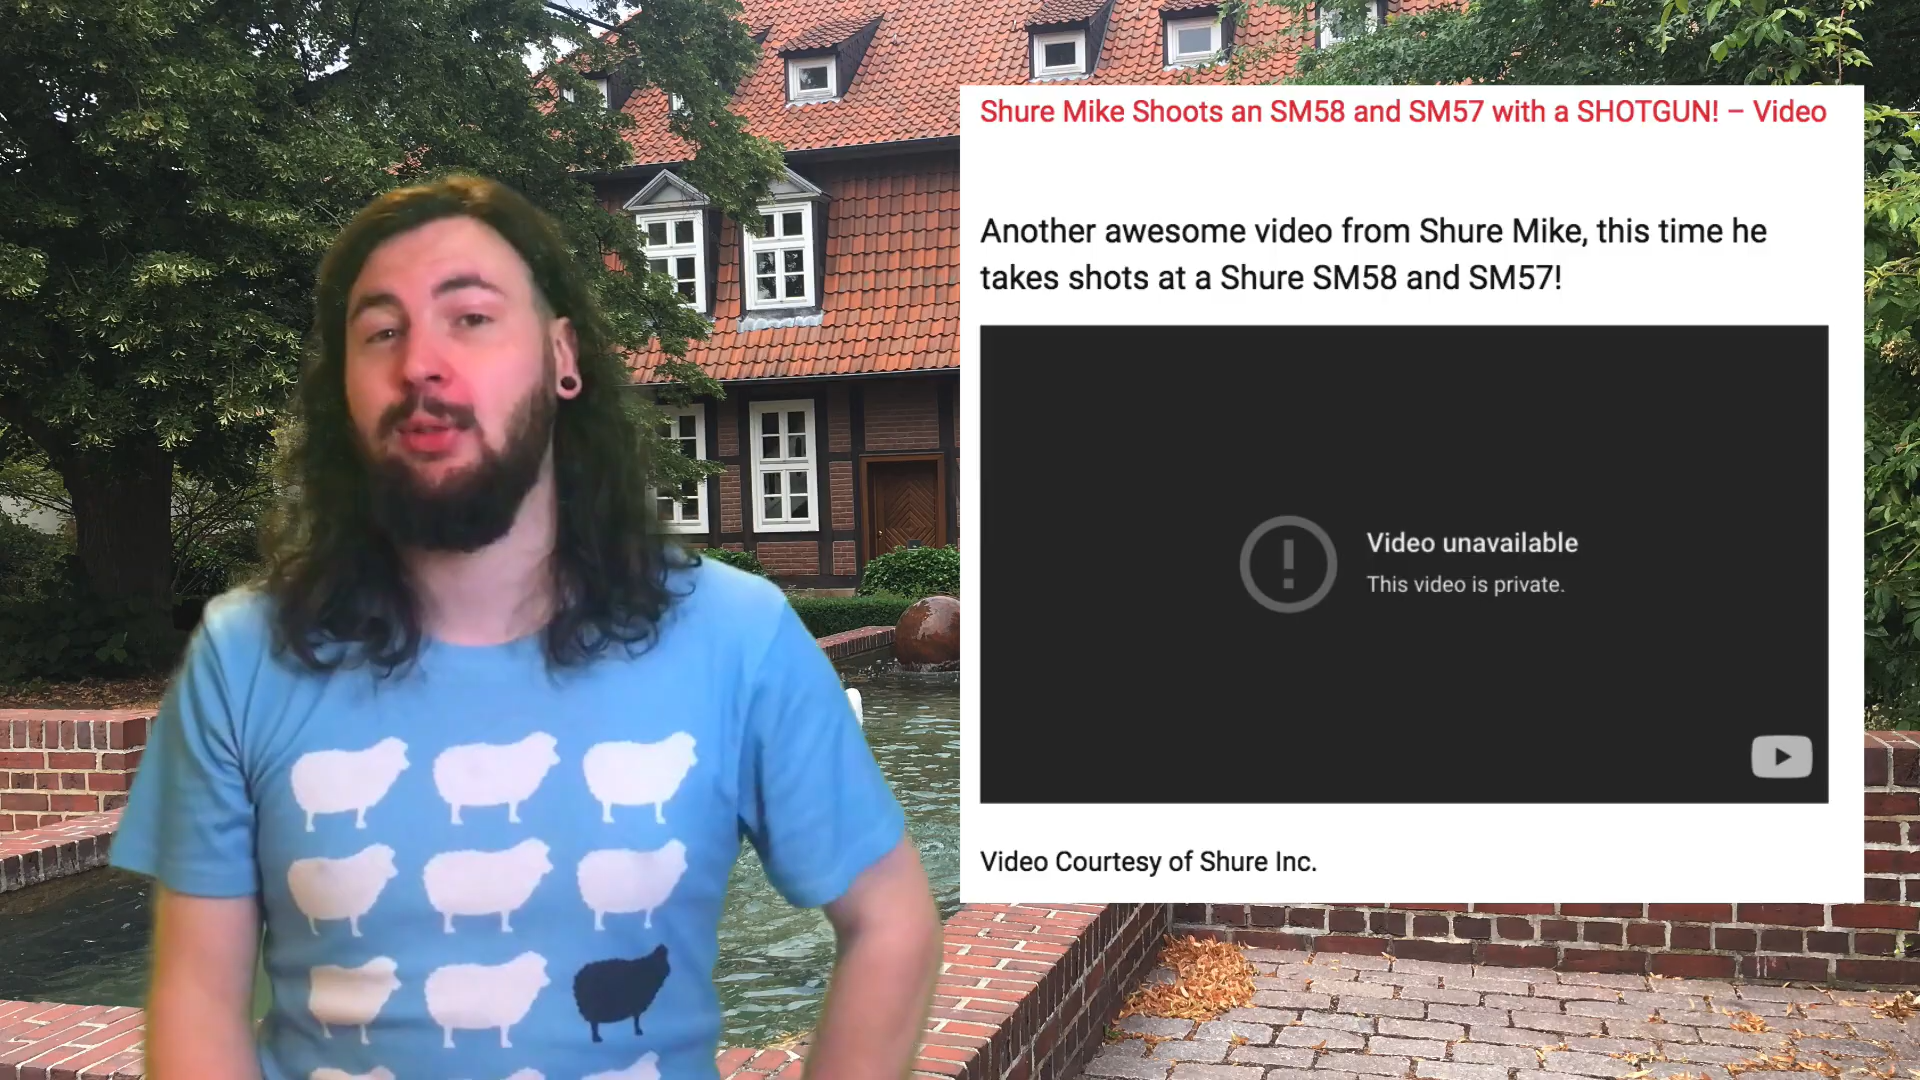 Shure Mike Shoots an SM58 and SM57 with a SHOTGUN! – Video
Another awesome video from Shure Mike, this time he
takes shots at a Shure SM58 and SM57!
Video unavailable
This video is private.
Video Courtesy of Shure Inc.